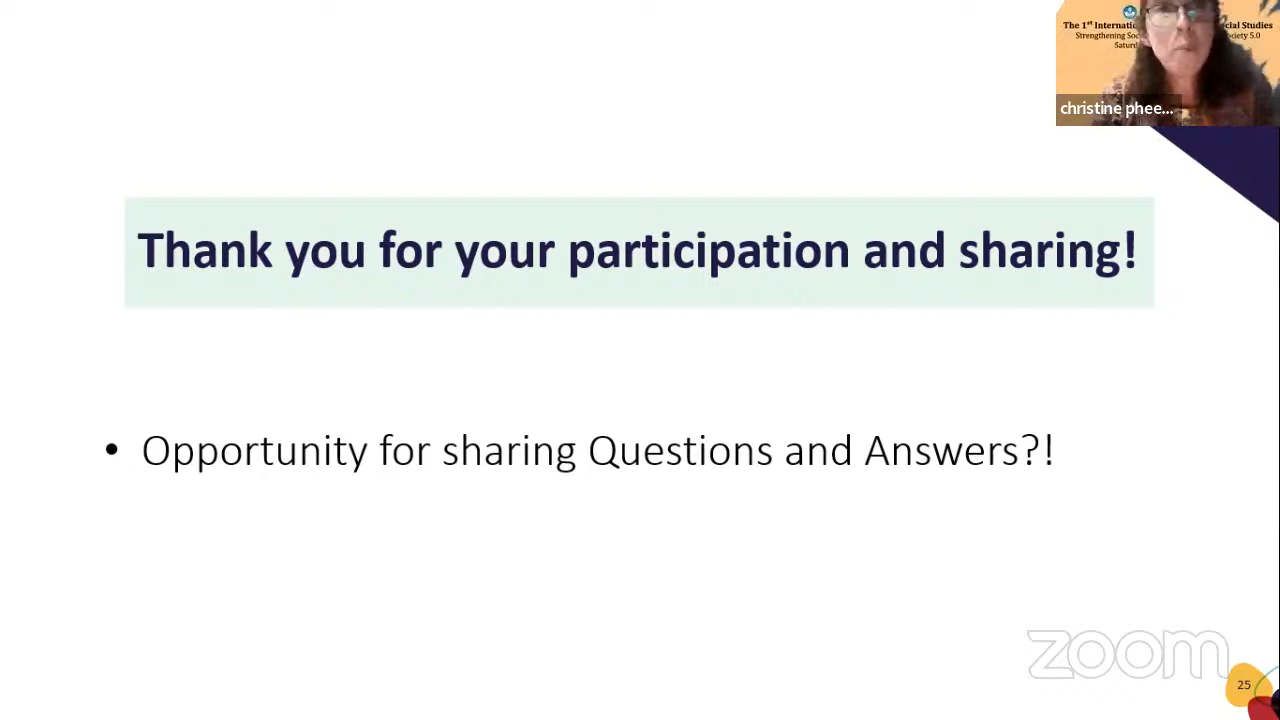 The 1st Internatio cial Studies
Strengthening Soc ociety 5.0
Saturd
christine phee...
Thank you for your participation and sharing!
• Opportunity for sharing Questions and Answers?!
zoom
25